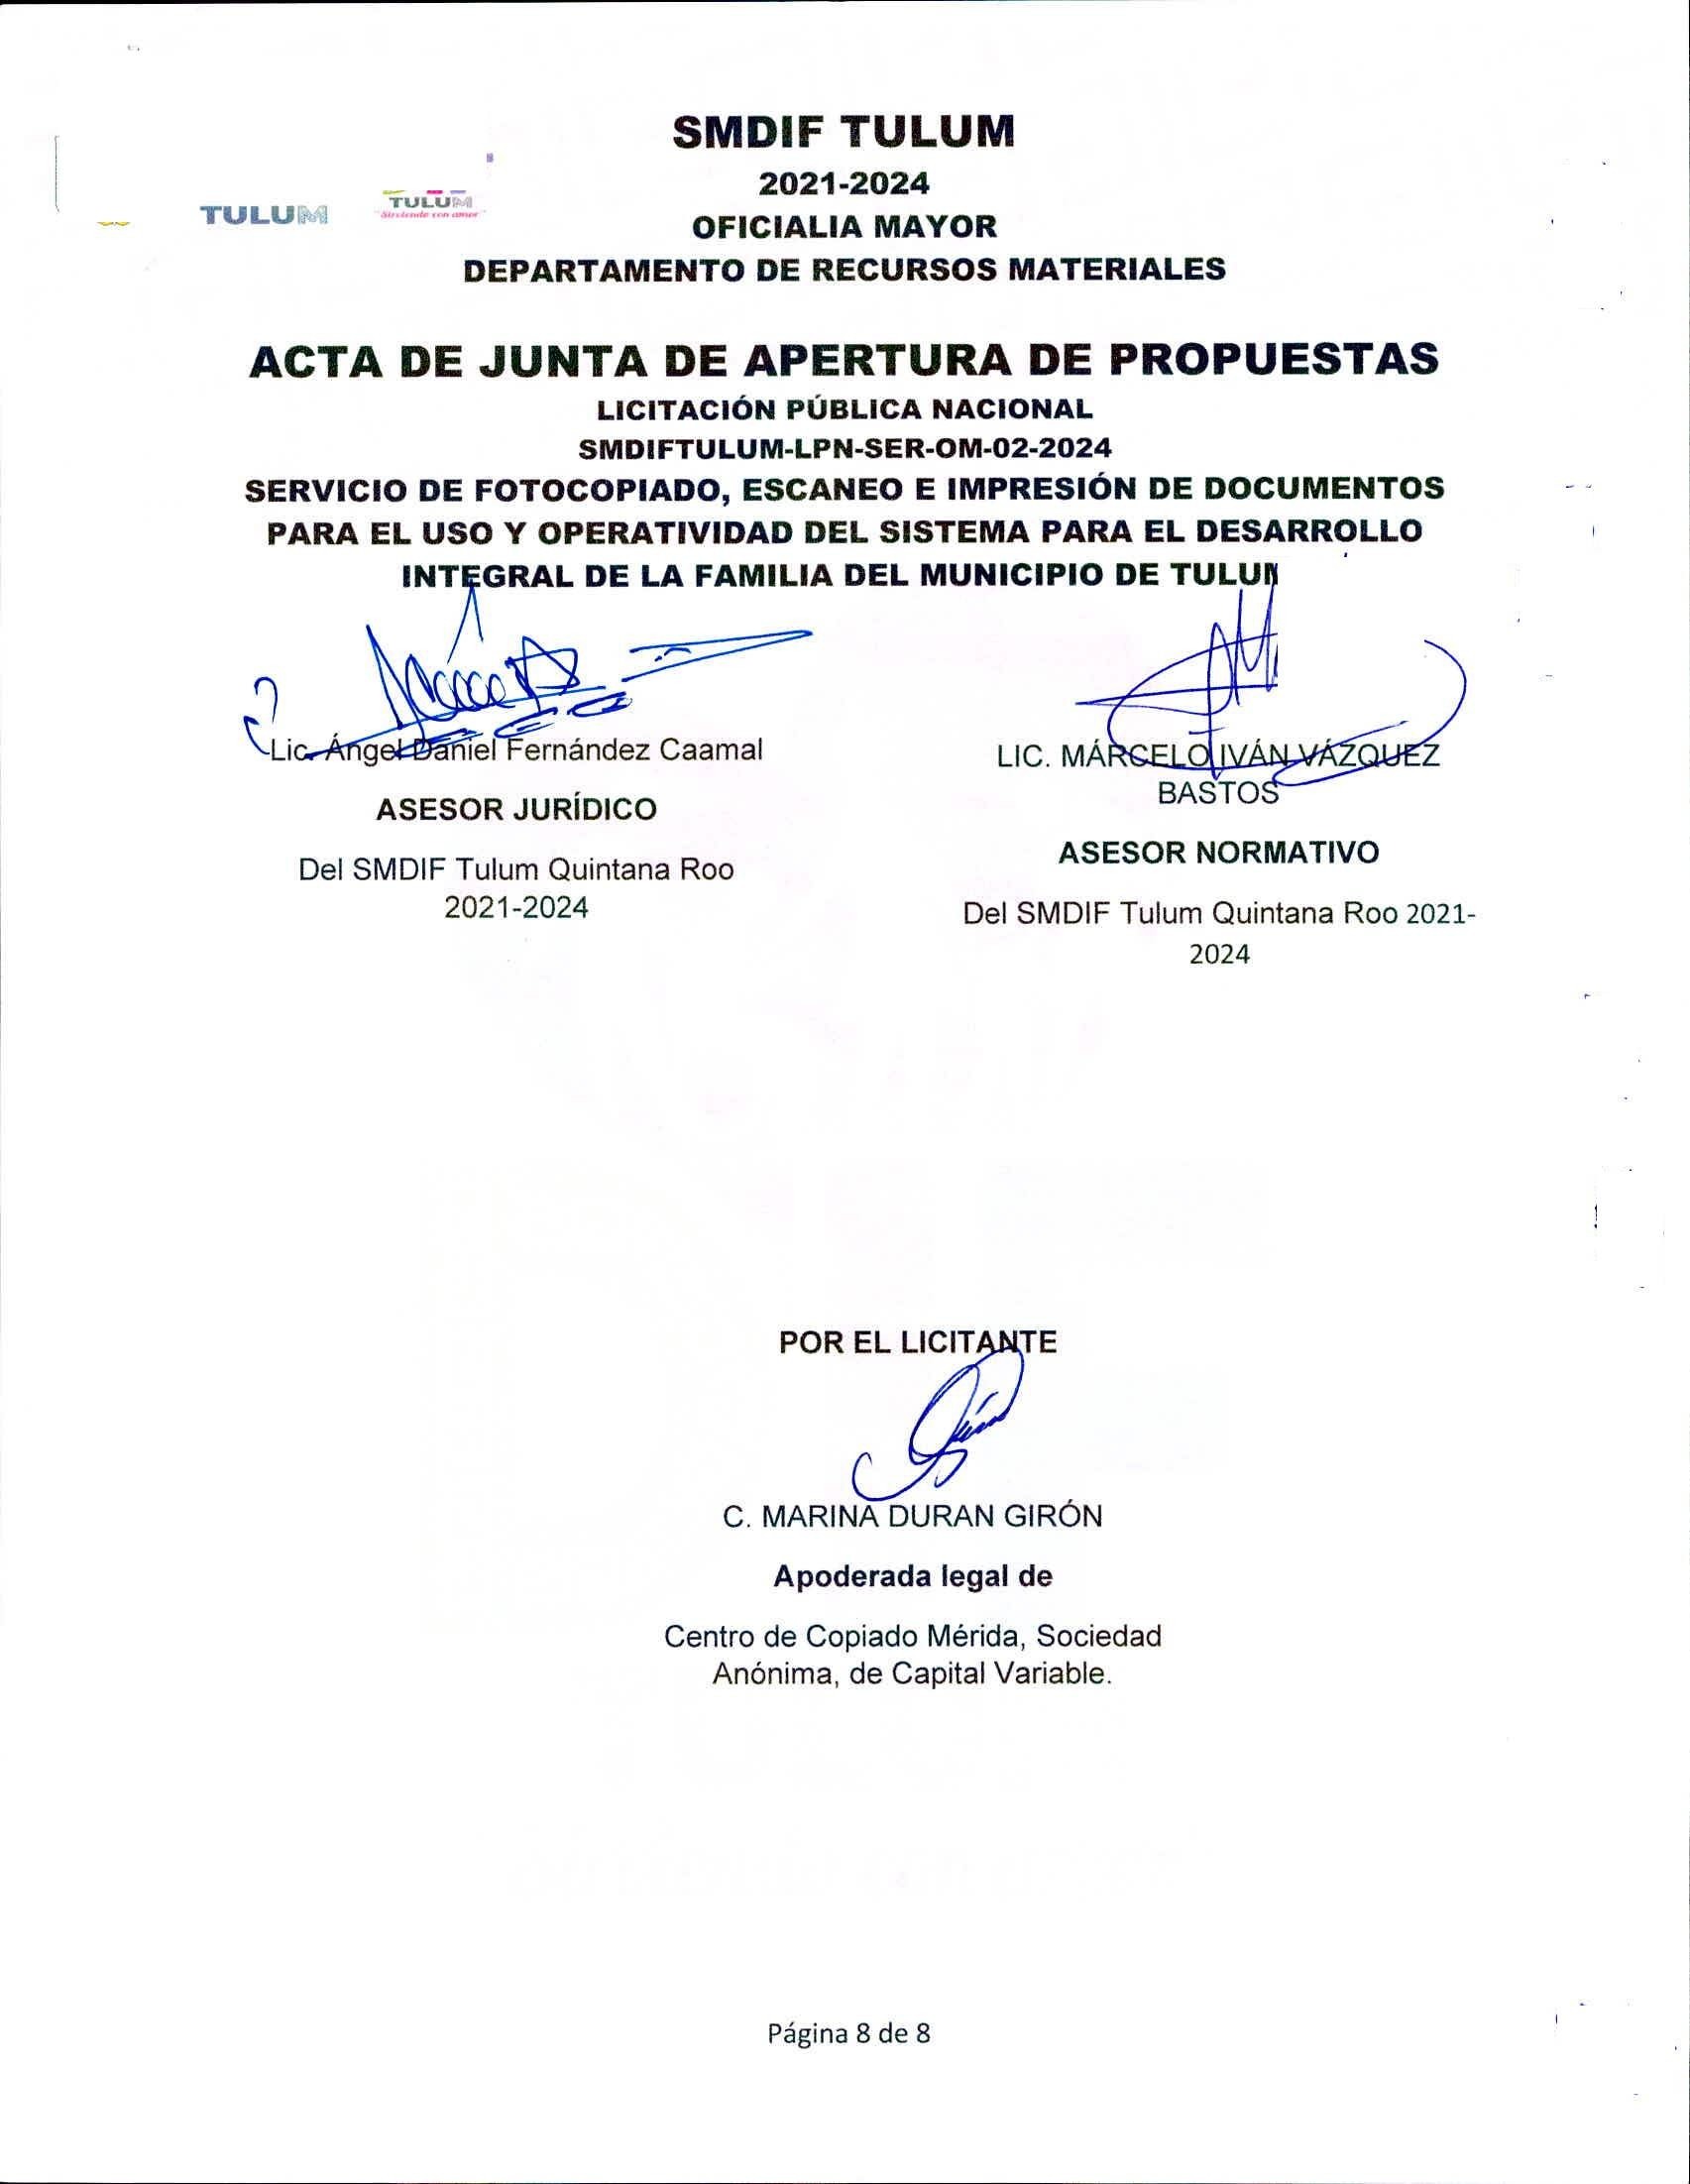 SMDIF TULUM
2021-2024
OFICIALIA MAYOR
DEPARTAMENTO DE RECURSOS MATERIALES
TULUM
TULUM
Sirviendo con amor
ACTA DE JUNTA DE APERTURA DE PROPUESTAS
LICITACIÓN PÚBLICA NACIONAL
SMDIFTULUM-LPN-SER-OM-02-2024
SERVICIO DE FOTOCOPIADO, ESCANEO E IMPRESIÓN DE DOCUMENTOS
PARA EL USO Y OPERATIVIDAD DEL SISTEMA PARA EL DESARROLLO
INTEGRAL DE LA FAMILIA DEL MUNICIPIO DE TULUM
Lic. Ángel Daniel Fernández Caamal
ASESOR JURÍDICO
Del SMDIF Tulum Quintana Roo
2021-2024
LIC. MÁRCELO IVÁN VÁZQUEZ
BASTOS
ASESOR NORMATIVO
Del SMDIF Tulum Quintana Roo 2021-
2024
POR EL LICITANTE
C. MARINA DURAN GIRÓN
Apoderada legal de
Centro de Copiado Mérida, Sociedad
Anónima, de Capital Variable.
Página 8 de 8